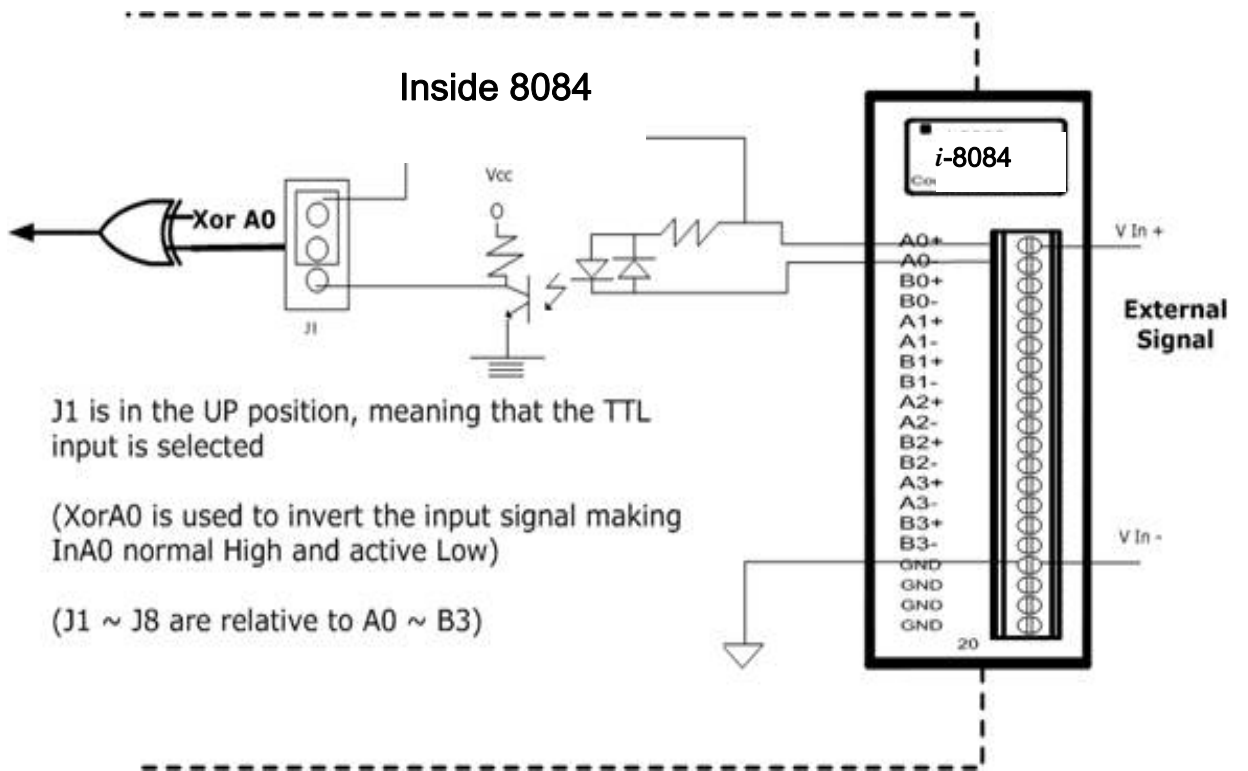 Inside 8084
i-8084
Vcc
Xor A0
J1
V In +
External
Signal
V In -
A0+
A0-
B0+
B0-
A1+
A1-
B1+
B1-
A2+
A2-
B2+
B2-
A3+
A3-
B3+
B3-
GND
GND
GND
GND
20
J1 is in the UP position, meaning that the TTL
input is selected
(XorA0 is used to invert the input signal making
InA0 normal High and active Low)
(J1 ~ J8 are relative to A0 ~ B3)